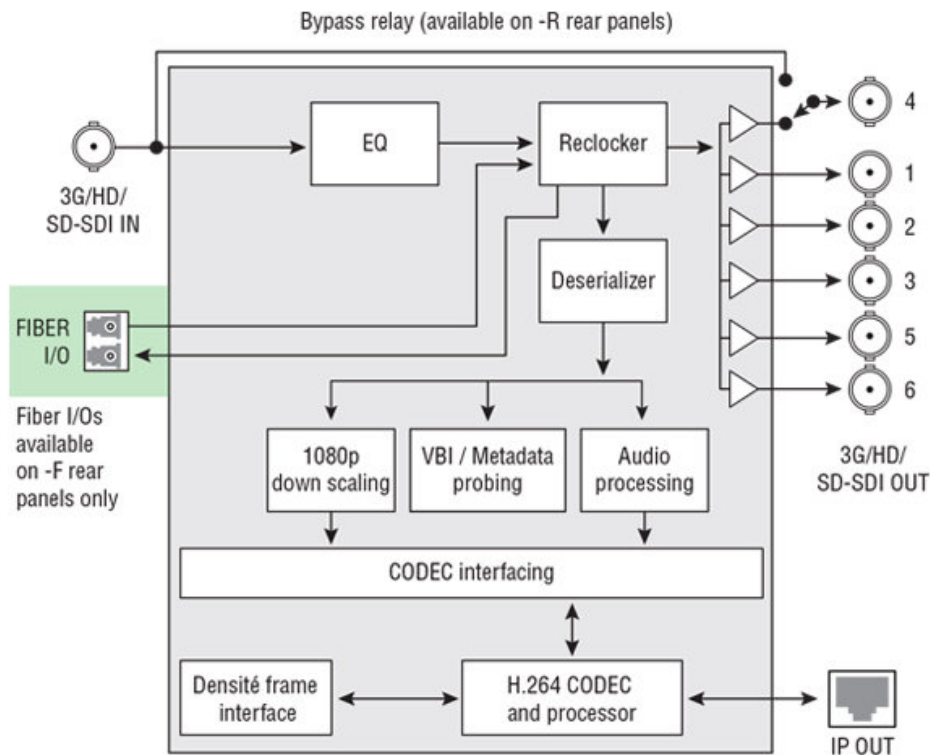 Bypass relay (available on -R rear panels)
3G/HD/
SD-SDI IN
EQ
Reclocker
4
1
2
3
5
6
3G/HD/
SD-SDI OUT
Deserializer
FIBER
I/O
Fiber I/Os
available
on -F rear
panels only
1080p
down scaling
VBI / Metadata
probing
Audio
processing
CODEC interfacing
Densité frame
interface
H.264 CODEC
and processor
IP OUT